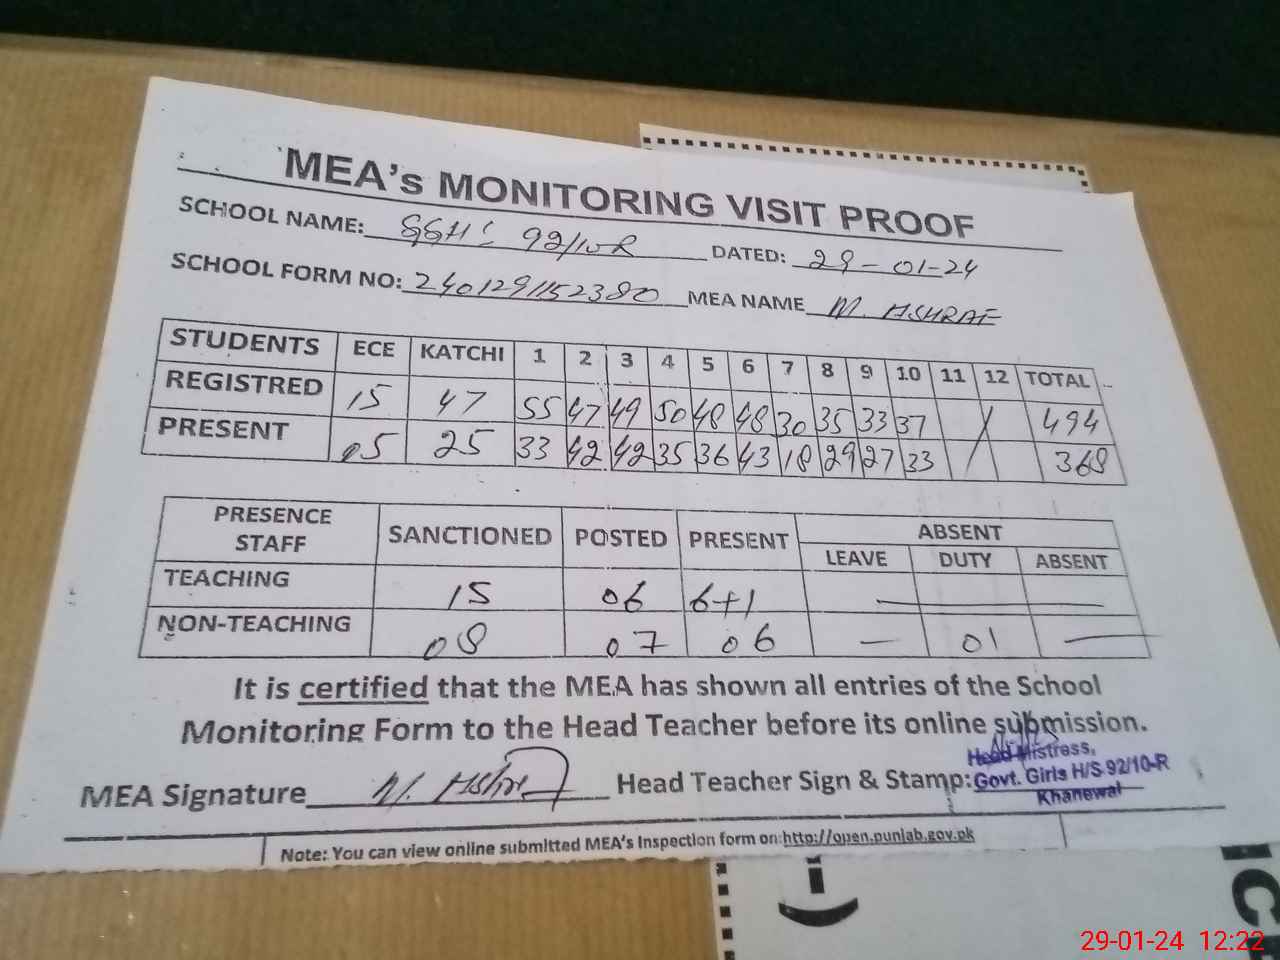 MEA's MONITORING VISIT PROOF
SCHOOL NAME: GGHS 92/10R DATED: 29-01-24
SCHOOL FORM NO: 240129152380 MEA NAME M. ASHRAF
STUDENTS ECE KATCHI 1 2 3 4 5 6 7 8 9 10 11 12 TOTAL
REGISTRED 15 47 55 47 49 50 48 48 30 35 33 37 / 494
PRESENT 05 25 33 42 42 35 36 43 18 29 27 33 / 368
PRESENCE STAFF SANCTIONED POSTED PRESENT ABSENT
LEAVE DUTY ABSENT
TEACHING 15 06 6+1 —
NON-TEACHING 08 07 06 — 01 —
It is certified that the MEA has shown all entries of the School
Monitoring Form to the Head Teacher before its online submission.
MEA Signature M. Ashraf Head Teacher Sign & Stamp:
Head Mistress,
Govt. Girls H/S 92/10-R
Khanewal
Note: You can view online submitted MEA's Inspection form on:http://open.punjab.gov.pk
29-01-24 12:22